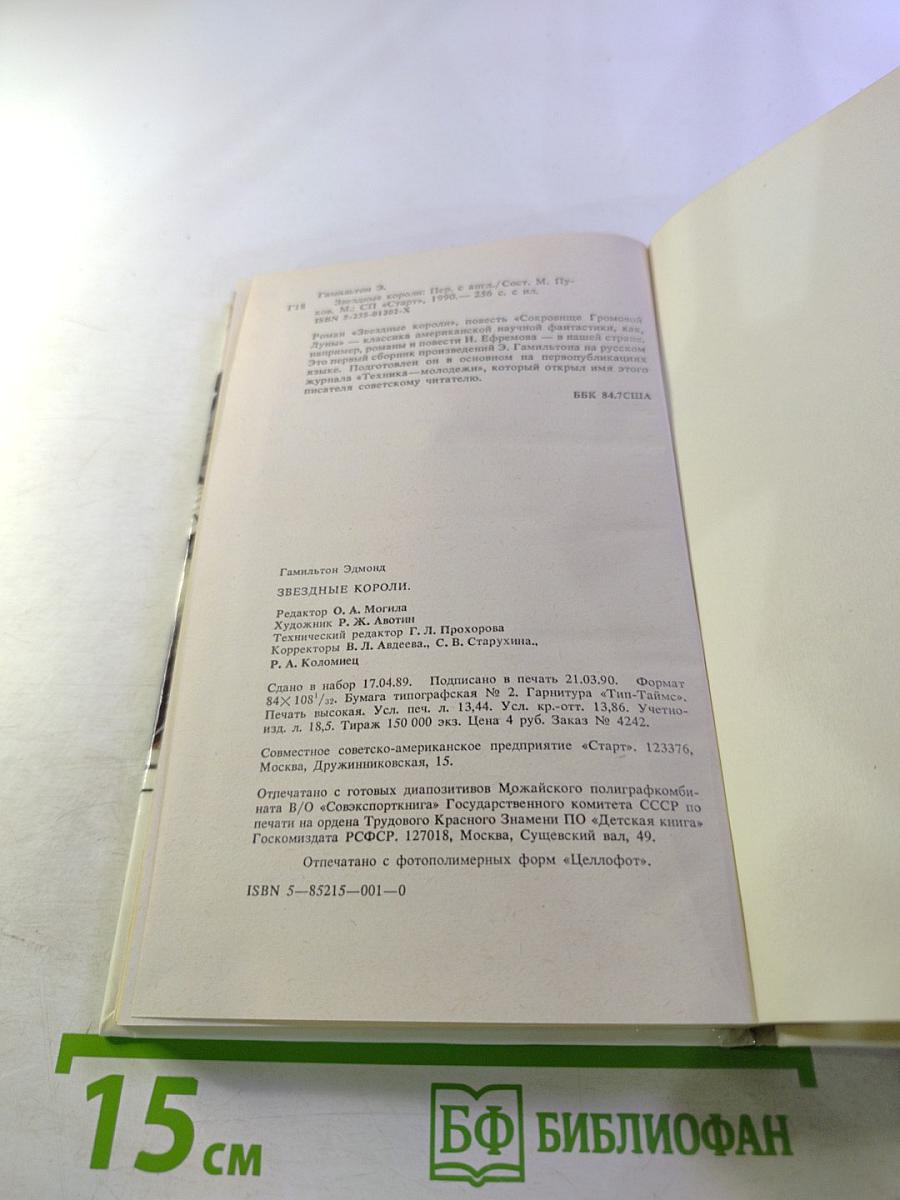 Гамильтон Э.
Г18 Звездные короли: Пер. с англ./Сост. М. Пу-
ков. М.: СП «Старт», 1990.— 256 с. с ил.
ISBN 5-235-01202-X
Роман «Звездные короли», повесть «Сокровище Громовой
Луны» — классика американской научной фантастики, как,
например, романы и повести И. Ефремова — в нашей стране.
Это первый сборник произведений Э. Гамильтона на русском
языке. Подготовлен он в основном на первопубликациях
журнала «Техника—молодежи», который открыл имя этого
писателя советскому читателю.
ББК 84.7США
Гамильтон Эдмонд
ЗВЕЗДНЫЕ КОРОЛИ.
Редактор О. А. Могила
Художник Р. Ж. Авотин
Технический редактор Г. Л. Прохорова
Корректоры В. Л. Авдеева., С. В. Старухина.,
Р. А. Коломиец
Сдано в набор 17.04.89. Подписано в печать 21.03.90. Формат
84×108¹/₃₂. Бумага типографская № 2. Гарнитура «Тип-Таймс».
Печать высокая. Усл. печ. л. 13,44. Усл. кр.-отт. 13,86. Учетно-
изд. л. 18,5. Тираж 150 000 экз. Цена 4 руб. Заказ № 4242.
Совместное советско-американское предприятие «Старт». 123376,
Москва, Дружинниковская, 15.
Отпечатано с готовых диапозитивов Можайского полиграфкомби-
ната В/О «Совэкспорткнига» Государственного комитета СССР по
печати на ордена Трудового Красного Знамени ПО «Детская книга»
Госкомиздата РСФСР. 127018, Москва, Сущевский вал, 49.
Отпечатано с фотополимерных форм «Целлофот».
ISBN 5—85215—001—0
15 см
БФ БИБЛИОФАН